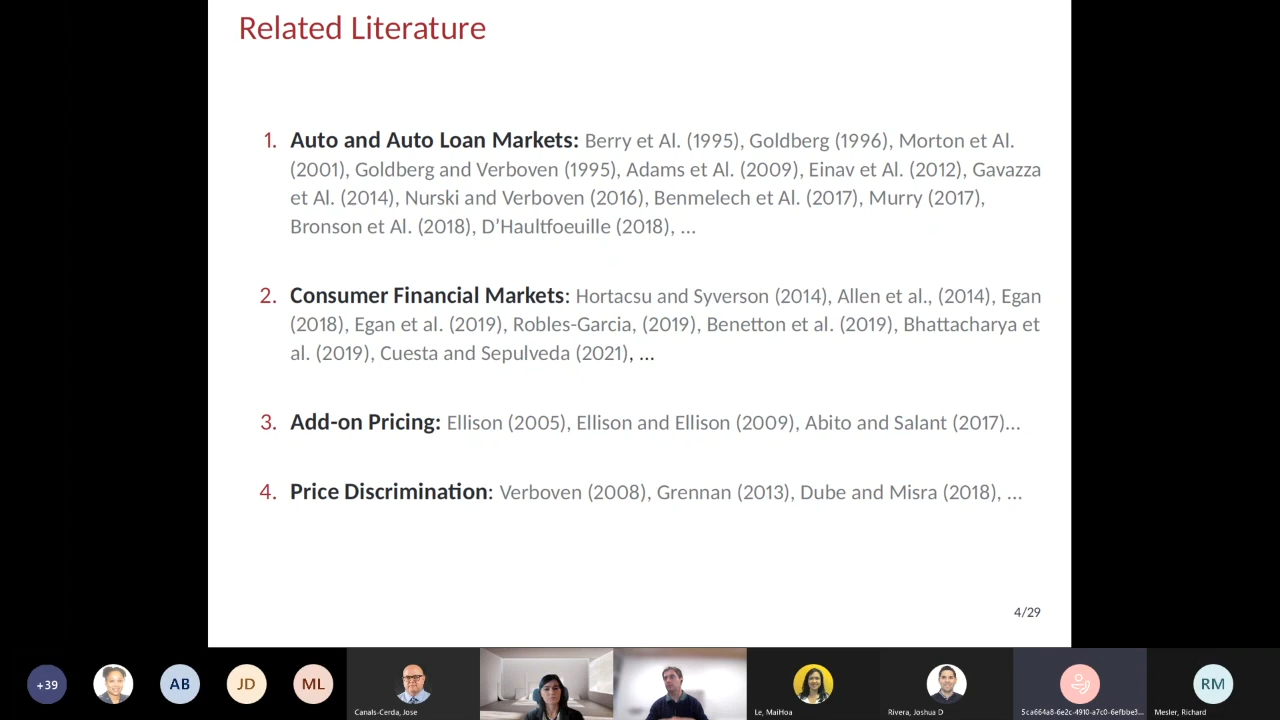 Related Literature
1. Auto and Auto Loan Markets: Berry et Al. (1995), Goldberg (1996), Morton et Al.
(2001), Goldberg and Verboven (1995), Adams et Al. (2009), Einav et Al. (2012), Gavazza
et Al. (2014), Nurski and Verboven (2016), Benmelech et Al. (2017), Murry (2017),
Bronson et Al. (2018), D’Haultfoeuille (2018), ...
2. Consumer Financial Markets: Hortacsu and Syverson (2014), Allen et al., (2014), Egan
(2018), Egan et al. (2019), Robles-Garcia, (2019), Benetton et al. (2019), Bhattacharya et
al. (2019), Cuesta and Sepulveda (2021), ...
3. Add-on Pricing: Ellison (2005), Ellison and Ellison (2009), Abito and Salant (2017)...
4. Price Discrimination: Verboven (2008), Grennan (2013), Dube and Misra (2018), ...
4/29
+39
AB
JD
ML
RM
Canals-Cerda, Jose
Le, MaiHoa
Rivera, Joshua D
5ca664a8-6e2c-4910-a7c0-6efbbe3...
Mesler, Richard